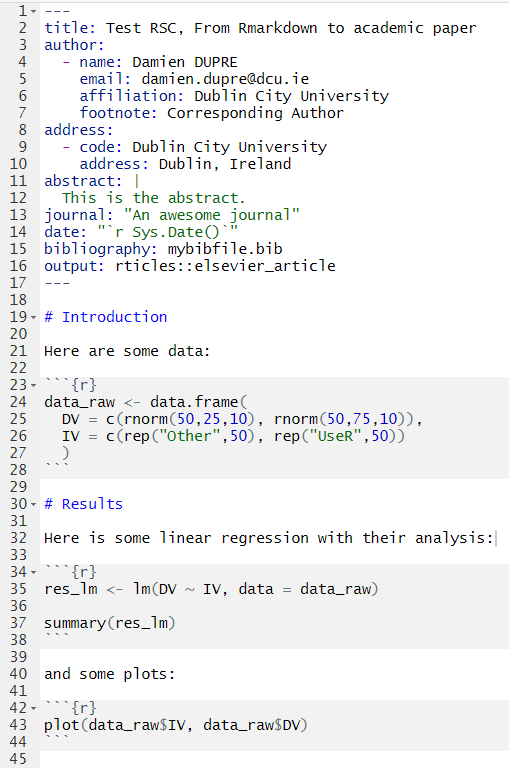 1 ---
2 title: Test RSC, From Rmarkdown to academic paper
3 author:
4   - name: Damien DUPRE
5     email: damien.dupre@dcu.ie
6     affiliation: Dublin City University
7     footnote: Corresponding Author
8 address:
9   - code: Dublin City University
10     address: Dublin, Ireland
11 abstract: |
12   This is the abstract.
13 journal: "An awesome journal"
14 date: "`r Sys.Date()`"
15 bibliography: mybibfile.bib
16 output: rticles::elsevier_article
17 ---
18
19 # Introduction
20
21 Here are some data:
22
23 ```{r}
24 data_raw <- data.frame(
25   DV = c(rnorm(50,25,10), rnorm(50,75,10)),
26   IV = c(rep("Other",50), rep("UseR",50))
27   )
28 ```
29
30 # Results
31
32 Here is some linear regression with their analysis:
33
34 ```{r}
35 res_lm <- lm(DV ~ IV, data = data_raw)
36
37 summary(res_lm)
38 ```
39
40 and some plots:
41
42 ```{r}
43 plot(data_raw$IV, data_raw$DV)
44 ```
45